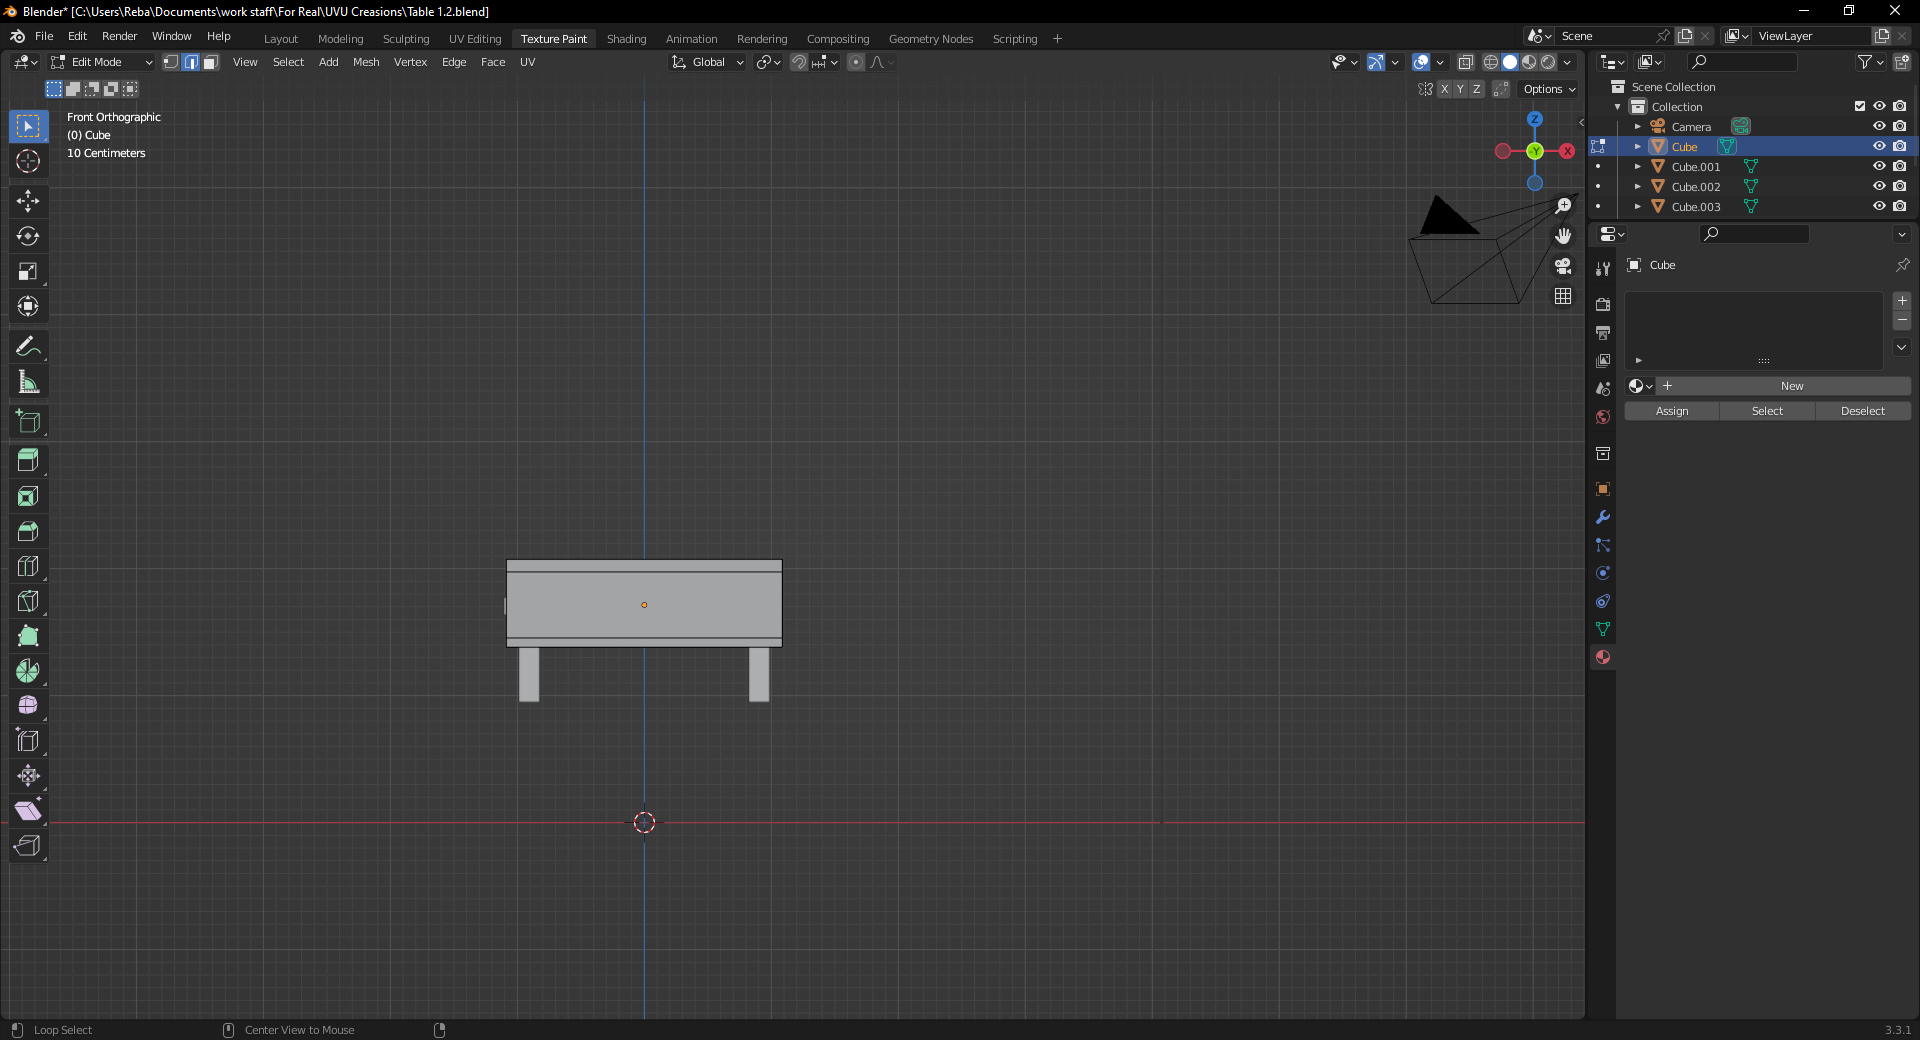 Blender* [C:\Users\Reba\Documents\work staff\For Real\UVU Creasions\Table 1.2.blend]
File Edit Render Window Help Layout Modeling Sculpting UV Editing Texture Paint Shading Animation Rendering Compositing Geometry Nodes Scripting + Scene ViewLayer
Edit Mode View Select Add Mesh Vertex Edge Face UV Global
X Y Z Options
Front Orthographic
(0) Cube
10 Centimeters
Z
-Y
X
Scene Collection
Collection
Camera
Cube
Cube.001
Cube.002
Cube.003
Cube
New
Assign Select Deselect
Loop Select Center View to Mouse 3.3.1